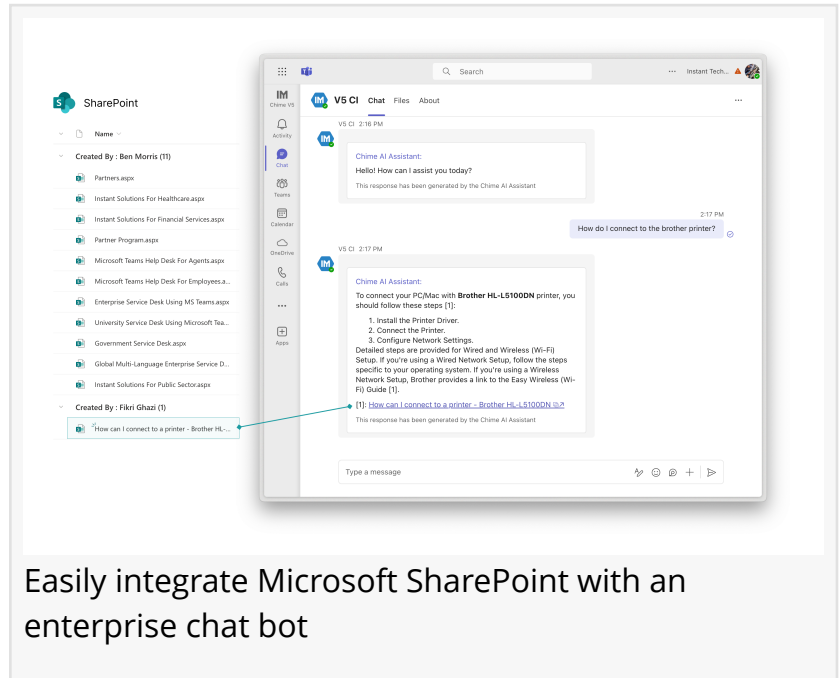 SharePoint
Name
Created By : Ben Morris (11)
Partners.aspx
Instant Solutions For Healthcare.aspx
Instant Solutions For Financial Services.aspx
Partner Program.aspx
Microsoft Teams Help Desk For Agents.aspx
Microsoft Teams Help Desk For Employees.a...
Enterprise Service Desk Using MS Teams.aspx
University Service Desk Using Microsoft Tea...
Government Service Desk.aspx
Global Multi-Language Enterprise Service D...
Instant Solutions For Public Sector.aspx
Created By : Fikri Ghazi (1)
How can I connect to a printer - Brother HL-...
Search
Instant Tech...
IM
Chime V5
Activity
Chat
Teams
Calendar
OneDrive
Calls
Apps
IM
V5 CI Chat Files About
V5 CI 2:16 PM
IM
Chime AI Assistant:
Hello! How can I assist you today?
This response has been generated by the Chime AI Assistant
2:17 PM
How do I connect to the brother printer?
V5 CI 2:17 PM
IM
Chime AI Assistant:
To connect your PC/Mac with Brother HL-L5100DN printer, you
should follow these steps [1]:
1. Install the Printer Driver.
2. Connect the Printer.
3. Configure Network Settings.
Detailed steps are provided for Wired and Wireless (Wi-Fi)
Setup. If you're using a Wired Network Setup, follow the steps
specific to your operating system. If you're using a Wireless
Network Setup, Brother provides a link to the Easy Wireless (Wi-
Fi) Guide [1].
[1]: How can I connect to a printer - Brother HL-L5100DN
This response has been generated by the Chime AI Assistant
Type a message
Easily integrate Microsoft SharePoint with an
enterprise chat bot